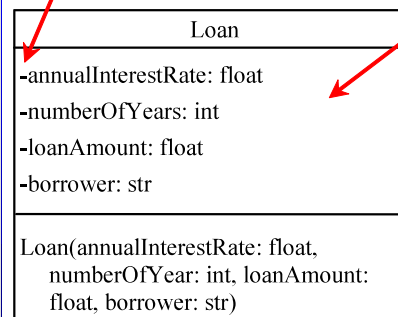 Loan
-annualInterestRate: float
-numberOfYears: int
-loanAmount: float
-borrower: str
Loan(annualInterestRate: float,
numberOfYear: int, loanAmount:
float, borrower: str)